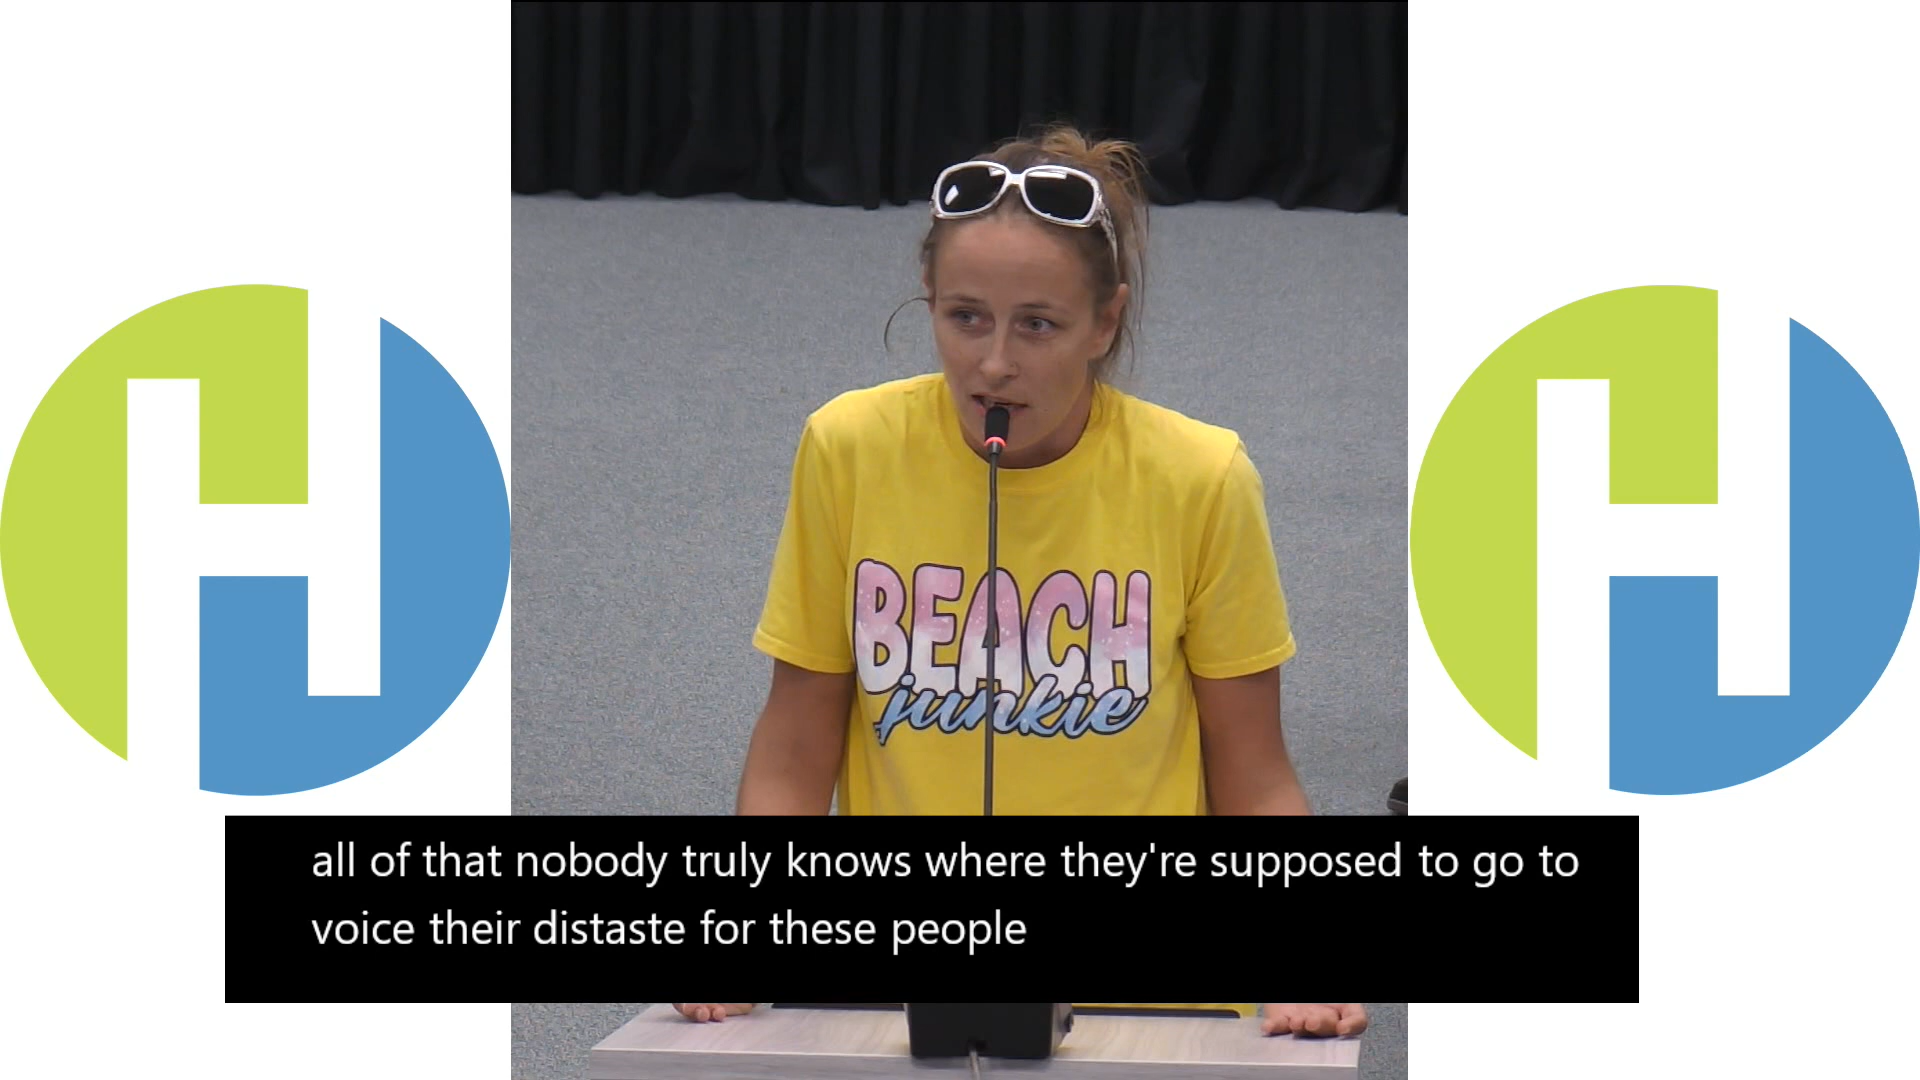 BEACH
junkie
all of that nobody truly knows where they're supposed to go to
voice their distaste for these people